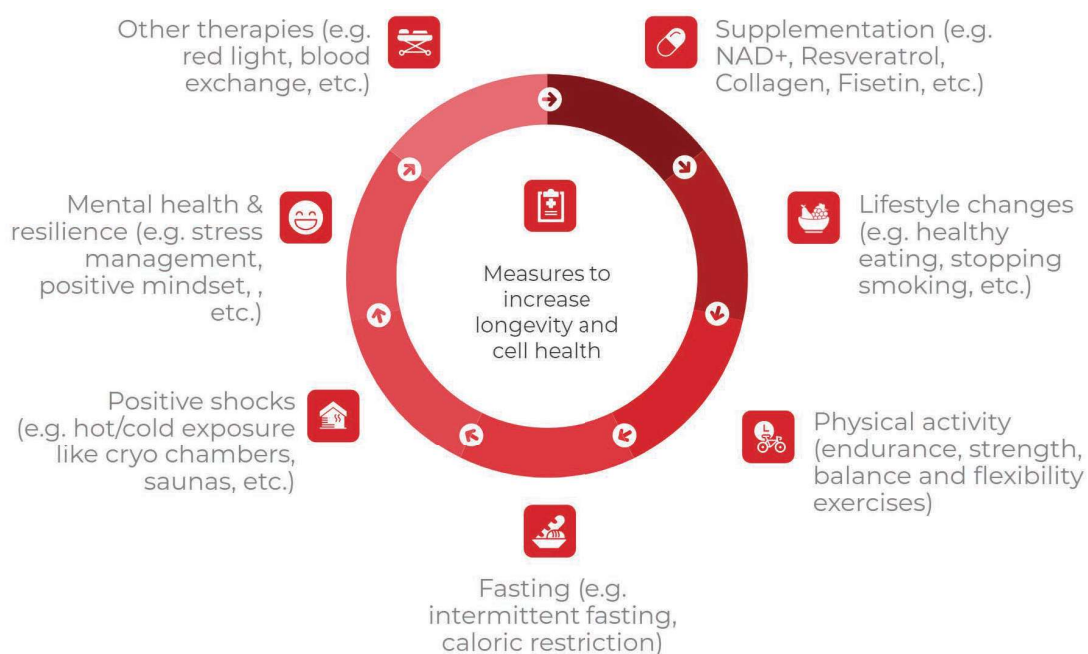 Other therapies (e.g.
red light, blood
exchange, etc.)
Supplementation (e.g.
NAD+, Resveratrol,
Collagen, Fisetin, etc.)
Mental health &
resilience (e.g. stress
management,
positive mindset, ,
etc.)
Measures to
increase
longevity and
cell health
Lifestyle changes
(e.g. healthy
eating, stopping
smoking, etc.)
Positive shocks
(e.g. hot/cold exposure
like cryo chambers,
saunas, etc.)
Physical activity
(endurance, strength,
balance and flexibility
exercises)
Fasting (e.g.
intermittent fasting,
caloric restriction)